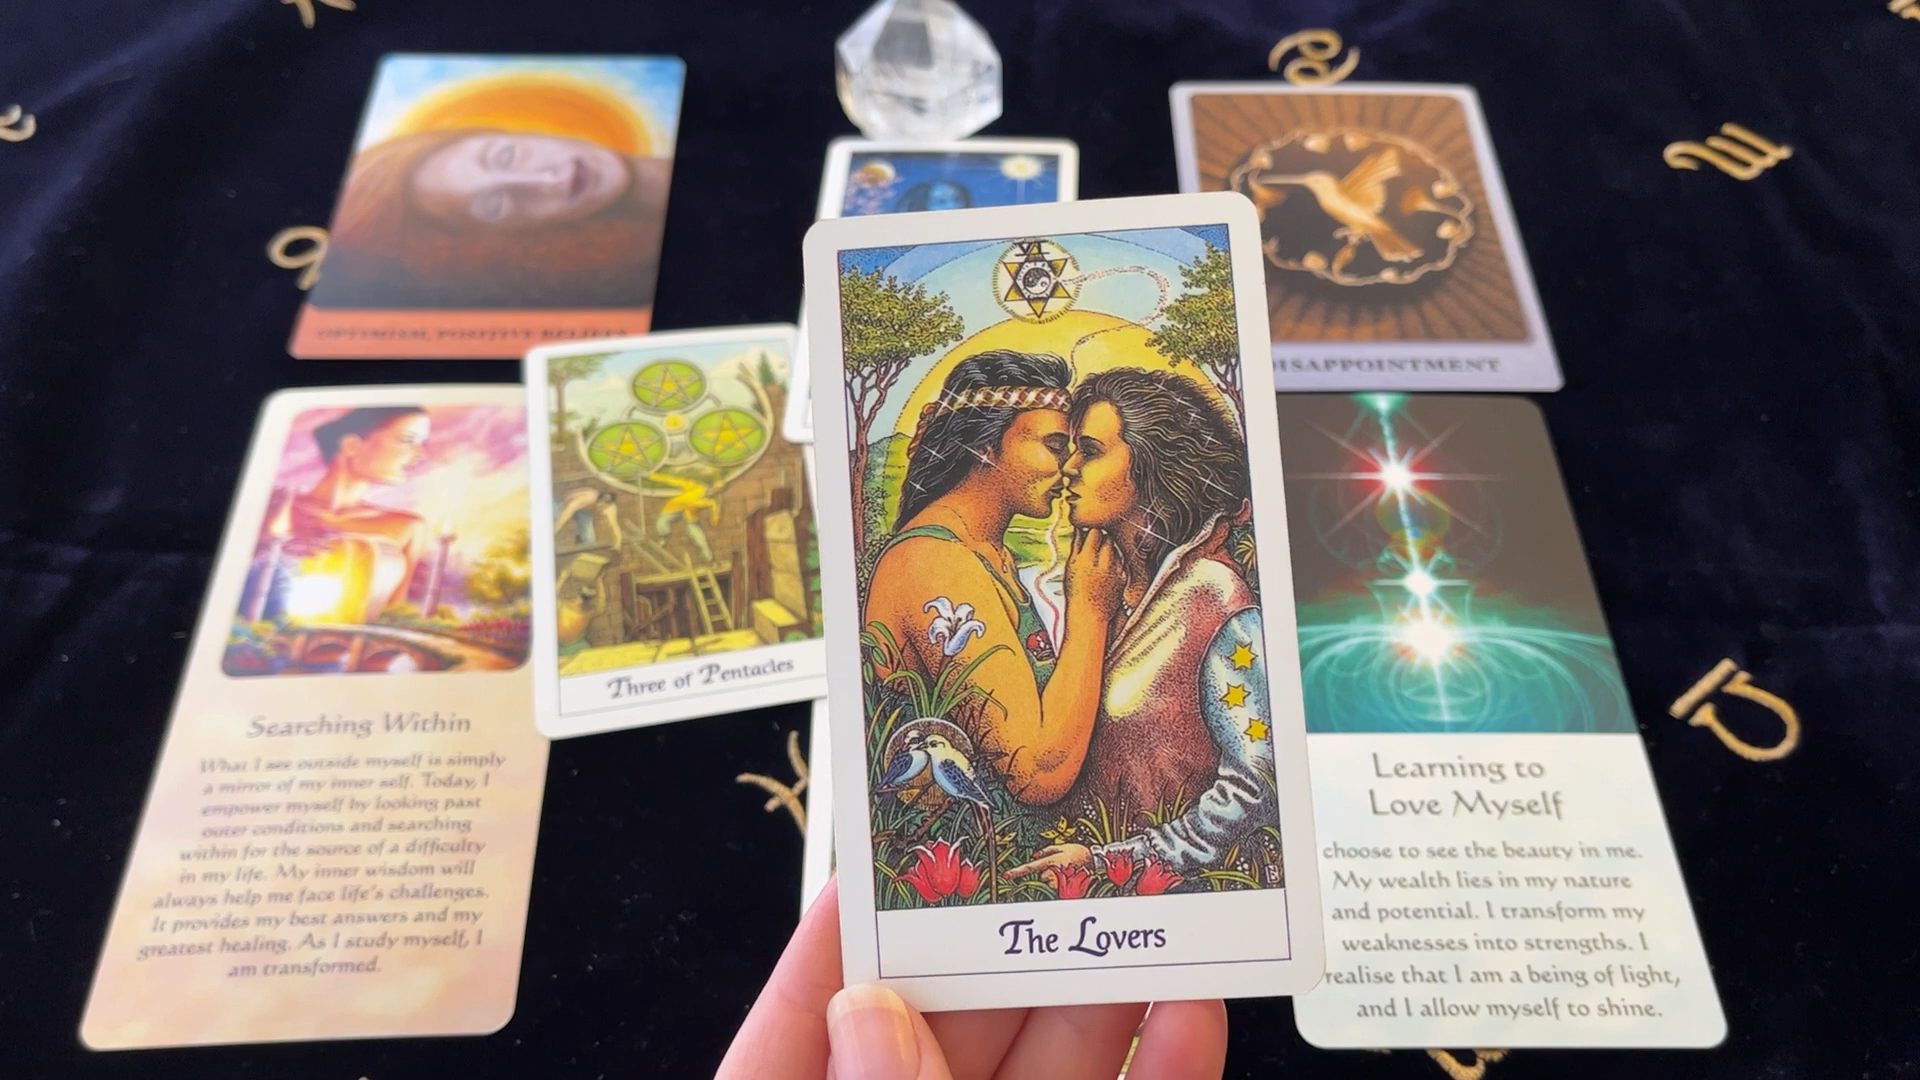 OPTIMISM, POSITIVE BELIEFS
DISAPPOINTMENT
VI
Three of Pentacles
Searching Within
What I see outside myself is simply
a mirror of my inner self. Today, I
empower myself by looking past
outer conditions and searching
within for the source of a difficulty
in my life. My inner wisdom will
always help me face life's challenges.
It provides my best answers and my
greatest healing. As I study myself, I
am transformed.
The Lovers
Learning to
Love Myself
choose to see the beauty in me.
My wealth lies in my nature
and potential. I transform my
weaknesses into strengths. I
realise that I am a being of light,
and I allow myself to shine.